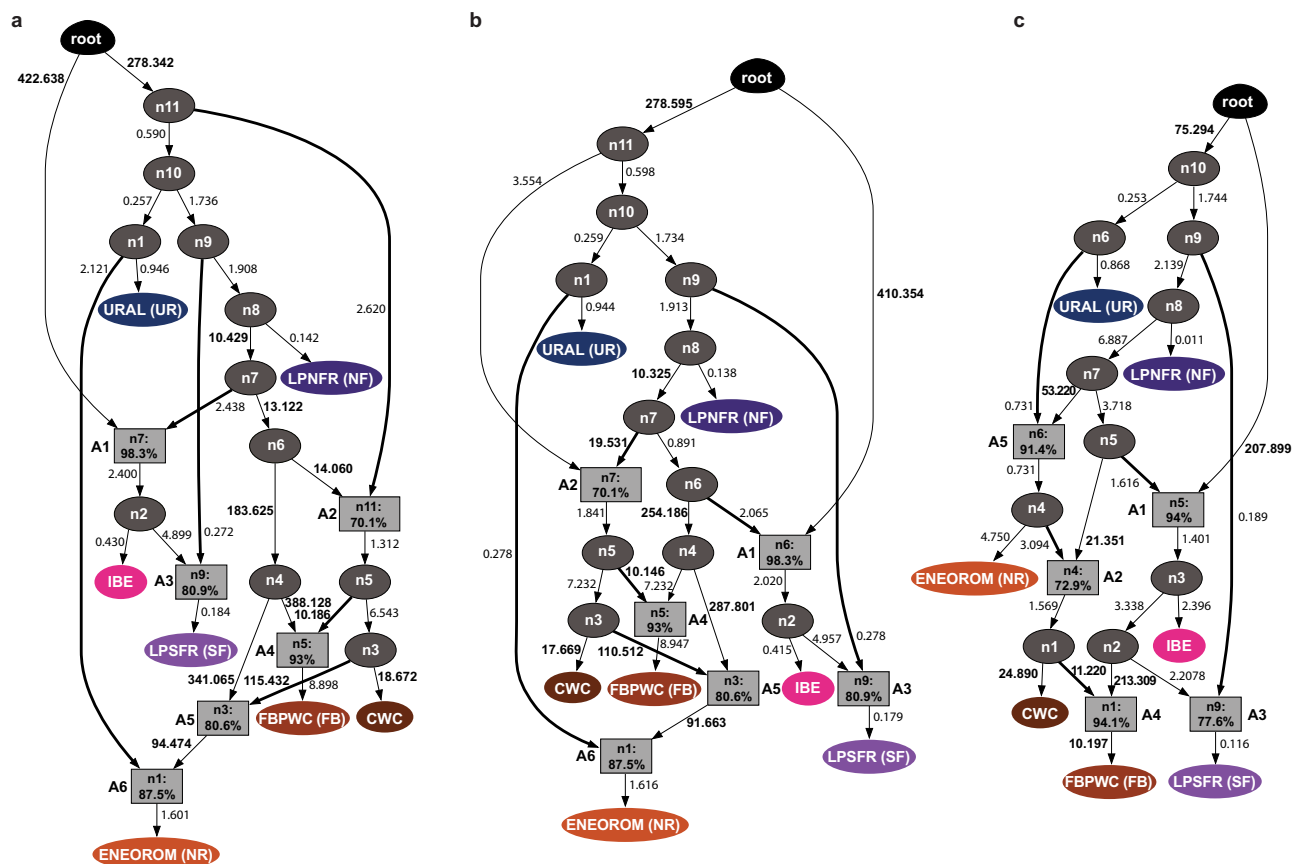 a
root
278.342
422.638
n11
0.590
n10
0.257
1.736
n1
n9
2.121
0.946
1.908
URAL (UR)
n8
2.620
10.429
0.142
n7
LPNFR (NF)
2.438
13.122
A1
n7:
98.3%
n6
14.060
2.400
183.625
A2
n11:
70.1%
n2
0.430
4.899
0.272
1.312
IBE
A3
n9:
80.9%
n4
n5
388.128
10.186
6.543
0.184
LPSFR (SF)
A4
n5:
93%
n3
341.065
115.432
8.898
18.672
A5
n3:
80.6%
FBPWC (FB)
CWC
94.474
A6
n1:
87.5%
1.601
ENEOROM (NR)
b
root
278.595
n11
3.554
0.598
n10
0.259
1.734
n1
n9
410.354
0.944
1.913
URAL (UR)
n8
10.325
0.138
n7
LPNFR (NF)
19.531
0.891
A2
n7:
70.1%
n6
1.841
254.186
2.065
A1
n6:
98.3%
n5
n4
0.278
7.232
10.146
7.232
2.020
287.801
n3
n5:
93%
A4
n2
17.669
110.512
8.947
0.415
4.957
0.278
CWC
FBPWC (FB)
n3:
80.6%
A5
IBE
n9:
80.9%
A3
91.663
0.179
A6
n1:
87.5%
LPSFR (SF)
1.616
ENEOROM (NR)
c
root
75.294
n10
0.253
1.744
n6
n9
0.868
2.139
URAL (UR)
n8
6.887
0.011
n7
LPNFR (NF)
53.220
0.731
3.718
A5
n6:
91.4%
n5
207.899
0.731
1.616
A1
n5:
94%
n4
0.189
4.750
3.094
21.351
1.401
ENEOROM (NR)
n4:
72.9%
A2
n3
1.569
3.338
2.396
n1
n2
IBE
24.890
11.220
213.309
2.2078
CWC
n1:
94.1%
A4
n9:
77.6%
A3
10.197
0.116
FBPWC (FB)
LPSFR (SF)